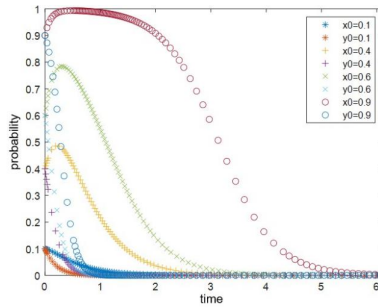 1
0.9
0.8
0.7
0.6
0.5
0.4
0.3
0.2
0.1
0
0 1 2 3 4 5 6
probability
time
x0=0.1
y0=0.1
x0=0.4
y0=0.4
x0=0.6
y0=0.6
x0=0.9
y0=0.9